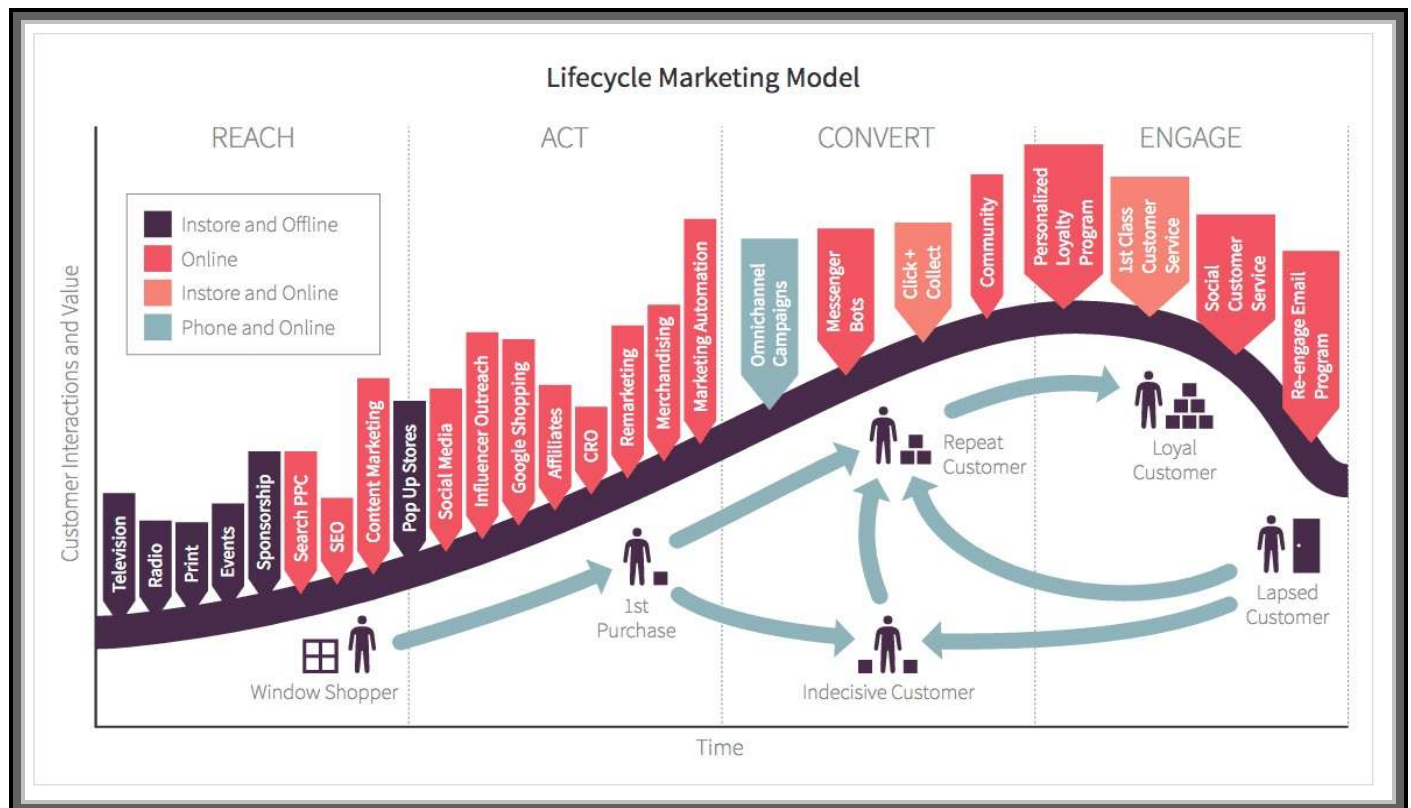 Lifecycle Marketing Model
REACH
ACT
CONVERT
ENGAGE
Instore and Offline
Online
Instore and Online
Phone and Online
Customer Interactions and Value
Television
Radio
Print
Events
Sponsorship
Search PPC
SEO
Content Marketing
Pop Up Stores
Social Media
Influencer Outreach
Google Shopping
Affliliates
CRO
Remarketing
Merchandising
Marketing Automation
Omnichannel
Campaigns
Messenger
Bots
Click +
Collect
Community
Personalized
Loyalty
Program
1st Class
Customer
Service
Social
Customer
Service
Re-engage Email
Program
Window Shopper
1st
Purchase
Repeat
Customer
Indecisive Customer
Loyal
Customer
Lapsed
Customer
Time